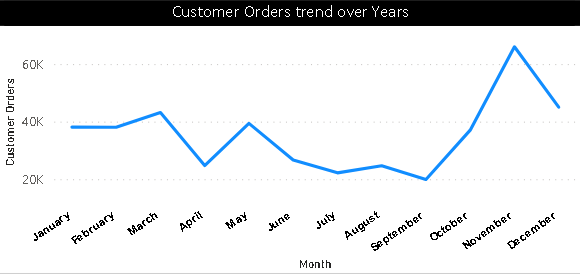 Customer Orders trend over Years
Customer Orders
60K
40K
20K
January
February
March
April
May
June
July
August
September
October
November
December
Month